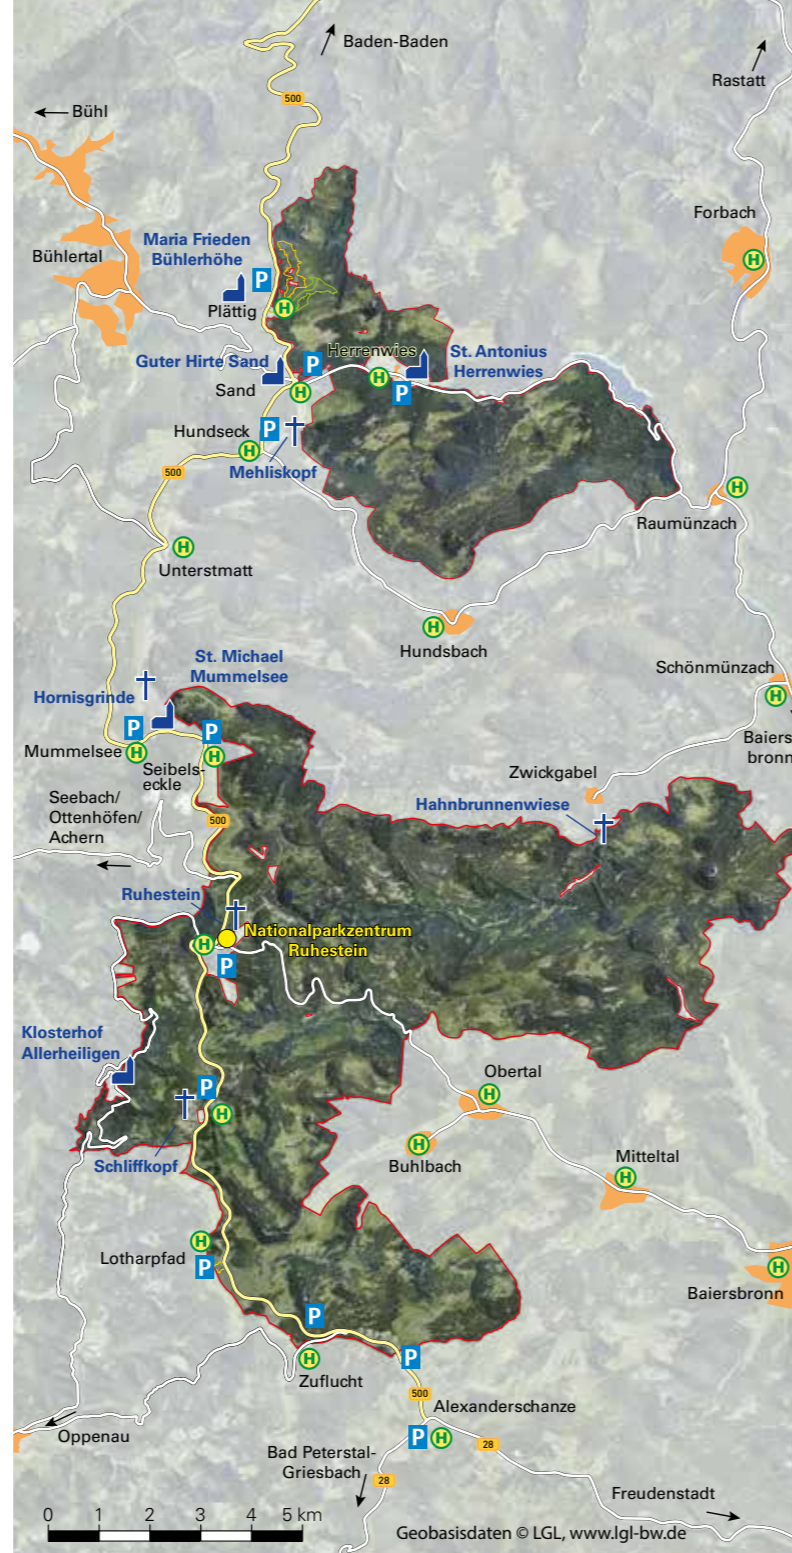 Baden-Baden
Rastatt
500
Bühl
Forbach
H
Maria Frieden
Bühlerhöhe
Bühlertal
P
Plättig
H
Guter Hirte Sand
P
Herrenwies
St. Antonius
Herrenwies
Sand
H
H
P
Hundseck
P
H
Mehliskopf
500
H
Raumünzach
H
Unterstmatt
H
Hundsbach
St. Michael
Mummelsee
Schönmünzach
H
Hornisgrinde
P
P
Mummelsee
H
H
Seibels-
eckle
Baiers-
bronn
Zwickgabel
Seebach/
Ottenhöfen/
Achern
Hahnbrunnenwiese
500
Ruhestein
Nationalparkzentrum
Ruhestein
H
P
Klosterhof
Allerheiligen
Obertal
H
P
H
Buhlbach
H
Mitteltal
H
Schliffkopf
H
Lotharpfad
P
H
Baiersbronn
P
P
H
Zuflucht
500
Alexanderschanze
P
H
28
Oppenau
Bad Peterstal-
Griesbach
28
Freudenstadt
0 1 2 3 4 5 km
Geobasisdaten © LGL, www.lgl-bw.de